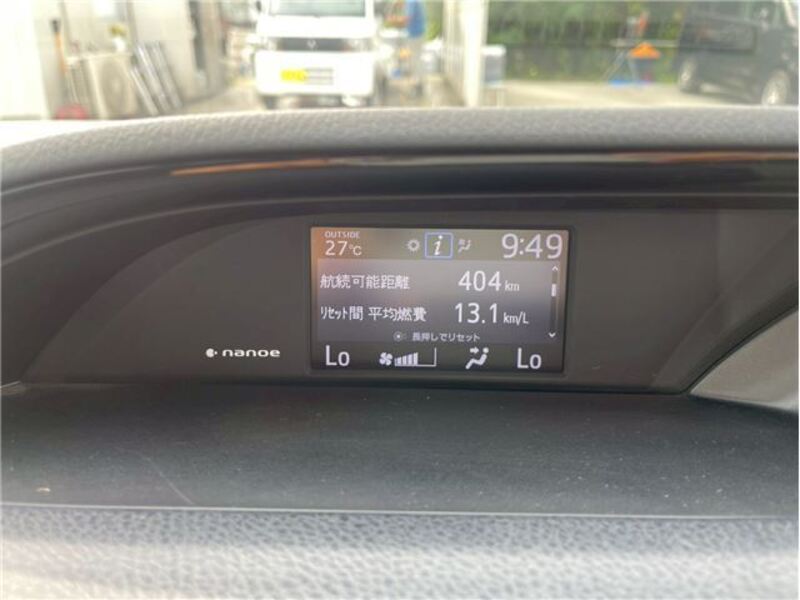 OUTSIDE
27℃ i 9:49
航続可能距離 404 km
リセット間 平均燃費 13.1 km/L
長押しでリセット
Lo Lo
nanoe